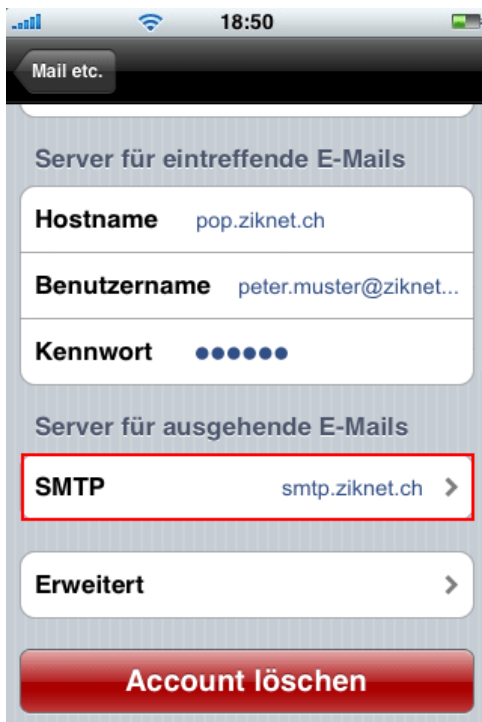 18:50
Mail etc.
Server für eintreffende E-Mails
Hostname pop.ziknet.ch
Benutzername peter.muster@ziknet...
Kennwort ●●●●●●
Server für ausgehende E-Mails
SMTP smtp.ziknet.ch
Erweitert
Account löschen